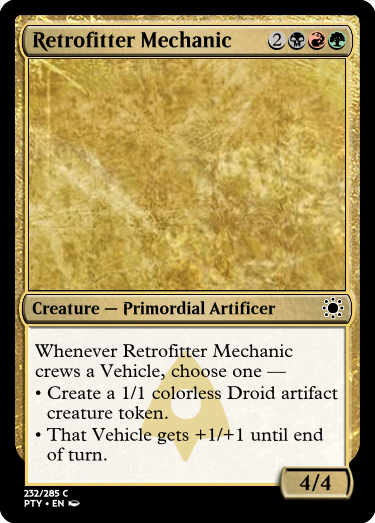 Retrofitter Mechanic 2
Creature — Primordial Artificer
Whenever Retrofitter Mechanic
crews a Vehicle, choose one —
• Create a 1/1 colorless Droid artifact
creature token.
• That Vehicle gets +1/+1 until end
of turn.
4/4
232/285 C
PTY • EN